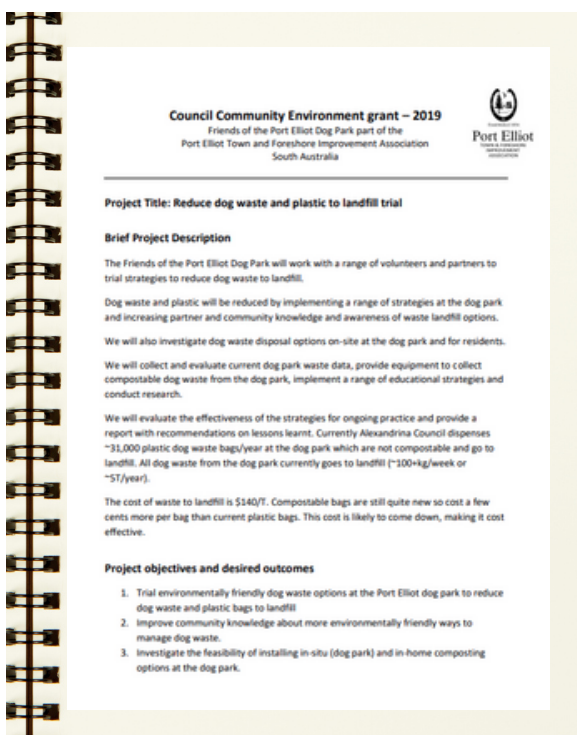 Council Community Environment grant – 2019
Friends of the Port Elliot Dog Park part of the
Port Elliot Town and Foreshore Improvement Association
South Australia
Port Elliot
TOWN & FORESHORE
IMPROVEMENT
ASSOCIATION
Project Title: Reduce dog waste and plastic to landfill trial
Brief Project Description
The Friends of the Port Elliot Dog Park will work with a range of volunteers and partners to
trial strategies to reduce dog waste to landfill.
Dog waste and plastic will be reduced by implementing a range of strategies at the dog park
and increasing partner and community knowledge and awareness of waste landfill options.
We will also investigate dog waste disposal options on-site at the dog park and for residents.
We will collect and evaluate current dog park waste data, provide equipment to collect
compostable dog waste from the dog park, implement a range of educational strategies and
conduct research.
We will evaluate the effectiveness of the strategies for ongoing practice and provide a
report with recommendations on lessons learnt. Currently Alexandrina Council dispenses
~31,000 plastic dog waste bags/year at the dog park which are not compostable and go to
landfill. All dog waste from the dog park currently goes to landfill (~100+kg/week or
~5T/year).
The cost of waste to landfill is $140/T. Compostable bags are still quite new so cost a few
cents more per bag than current plastic bags. This cost is likely to come down, making it cost
effective.
Project objectives and desired outcomes
1. Trial environmentally friendly dog waste options at the Port Elliot dog park to reduce
dog waste and plastic bags to landfill
2. Improve community knowledge about more environmentally friendly ways to
manage dog waste.
3. Investigate the feasibility of installing in-situ (dog park) and in-home composting
options at the dog park.